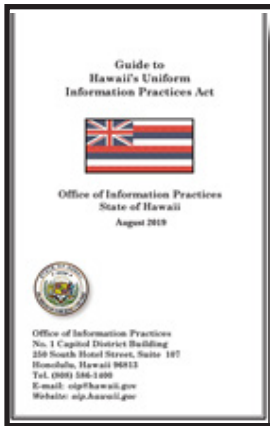 Guide to
Hawaii's Uniform
Information Practices Act
Office of Information Practices
State of Hawaii
August 2019
Office of Information Practices
No. 1 Capitol District Building
250 South Hotel Street, Suite 107
Honolulu, Hawaii 96813
Tel. (808) 586-1400
E-mail: oip@hawaii.gov
Website: oip.hawaii.gov